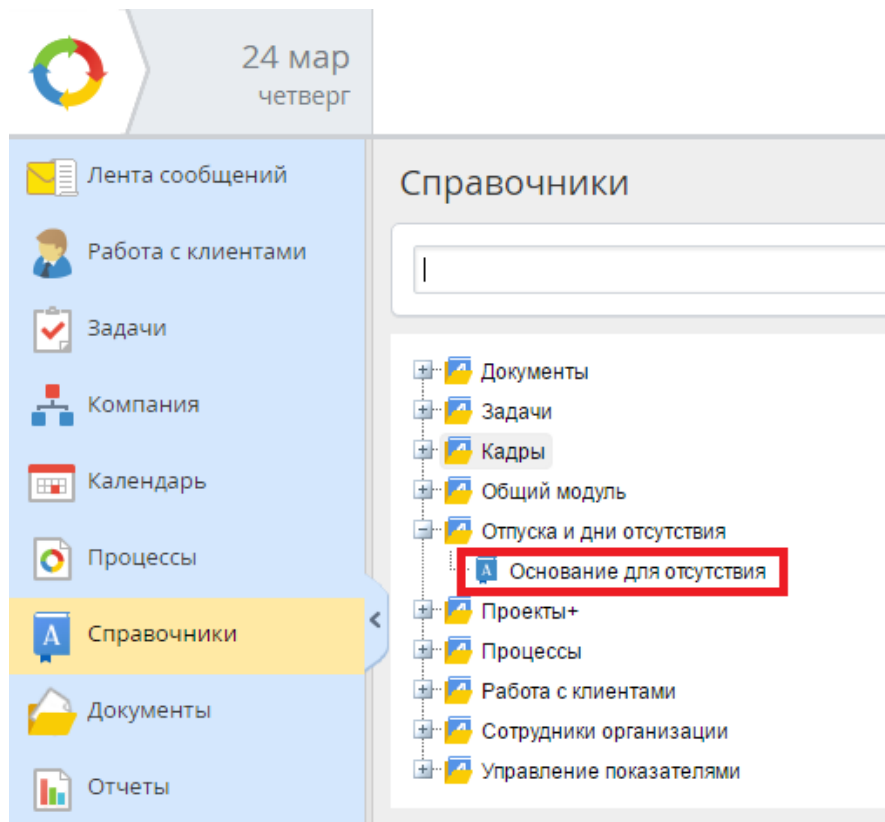 24 мар
четверг
Лента сообщений
Работа с клиентами
Задачи
Компания
Календарь
Процессы
Справочники
Документы
Отчеты
Справочники
Документы
Задачи
Кадры
Общий модуль
Отпуска и дни отсутствия
Основание для отсутствия
Проекты+
Процессы
Работа с клиентами
Сотрудники организации
Управление показателями